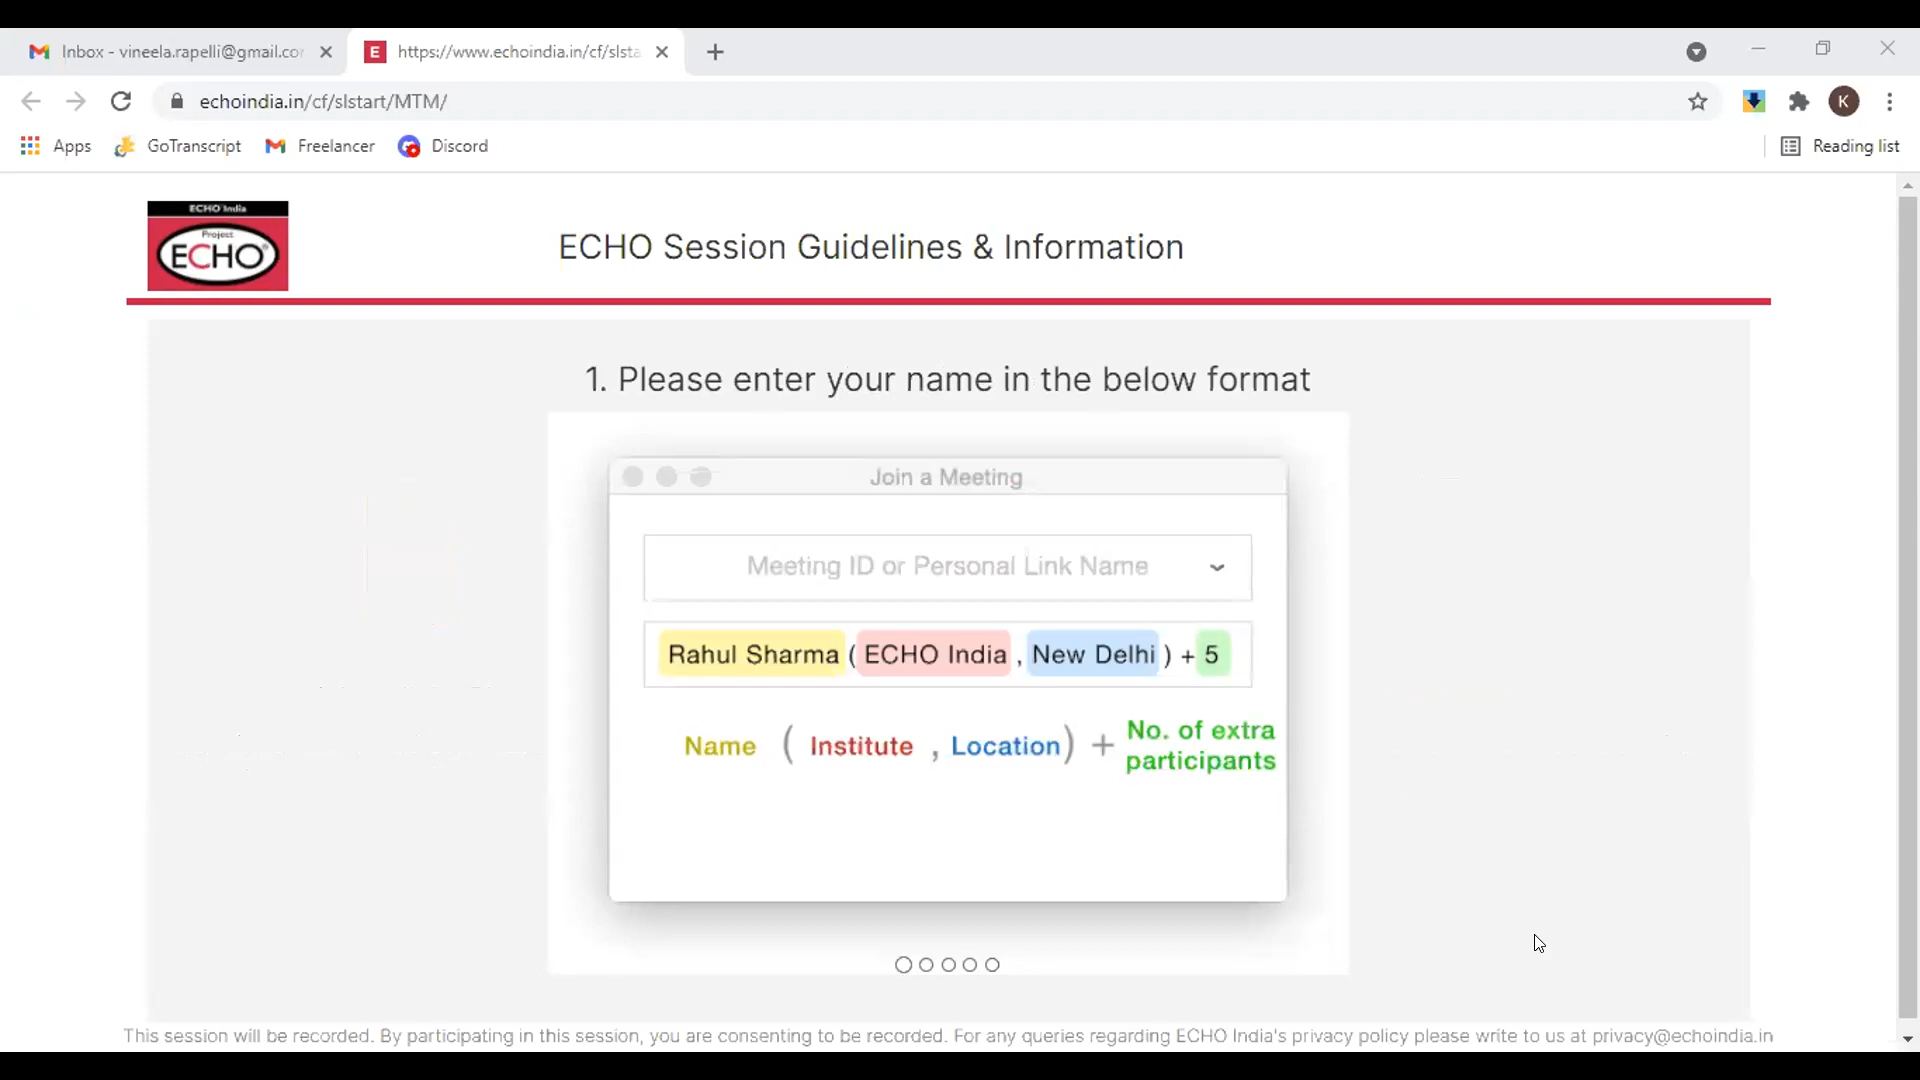 Inbox - vineela.rapelli@gmail.co
https://www.echoindia.in/cf/slsta
echoindia.in/cf/slstart/MTM/
K
Apps GoTranscript Freelancer Discord Reading list
ECHO India
Project
ECHO®
ECHO Session Guidelines & Information
1. Please enter your name in the below format
Join a Meeting
Meeting ID or Personal Link Name
Rahul Sharma ( ECHO India , New Delhi ) + 5
Name ( Institute , Location) + No. of extra participants
This session will be recorded. By participating in this session, you are consenting to be recorded. For any queries regarding ECHO India's privacy policy please write to us at privacy@echoindia.in